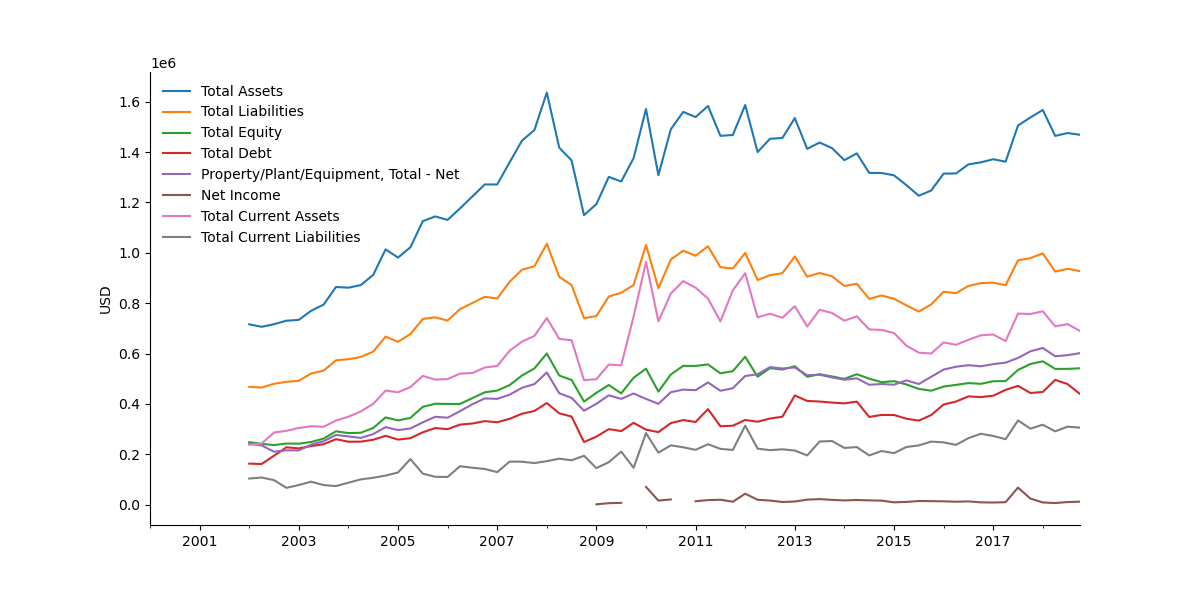 1e6
1.6
1.4
1.2
1.0
0.8
0.6
0.4
0.2
0.0
USD
Total Assets
Total Liabilities
Total Equity
Total Debt
Property/Plant/Equipment, Total - Net
Net Income
Total Current Assets
Total Current Liabilities
2001 2003 2005 2007 2009 2011 2013 2015 2017